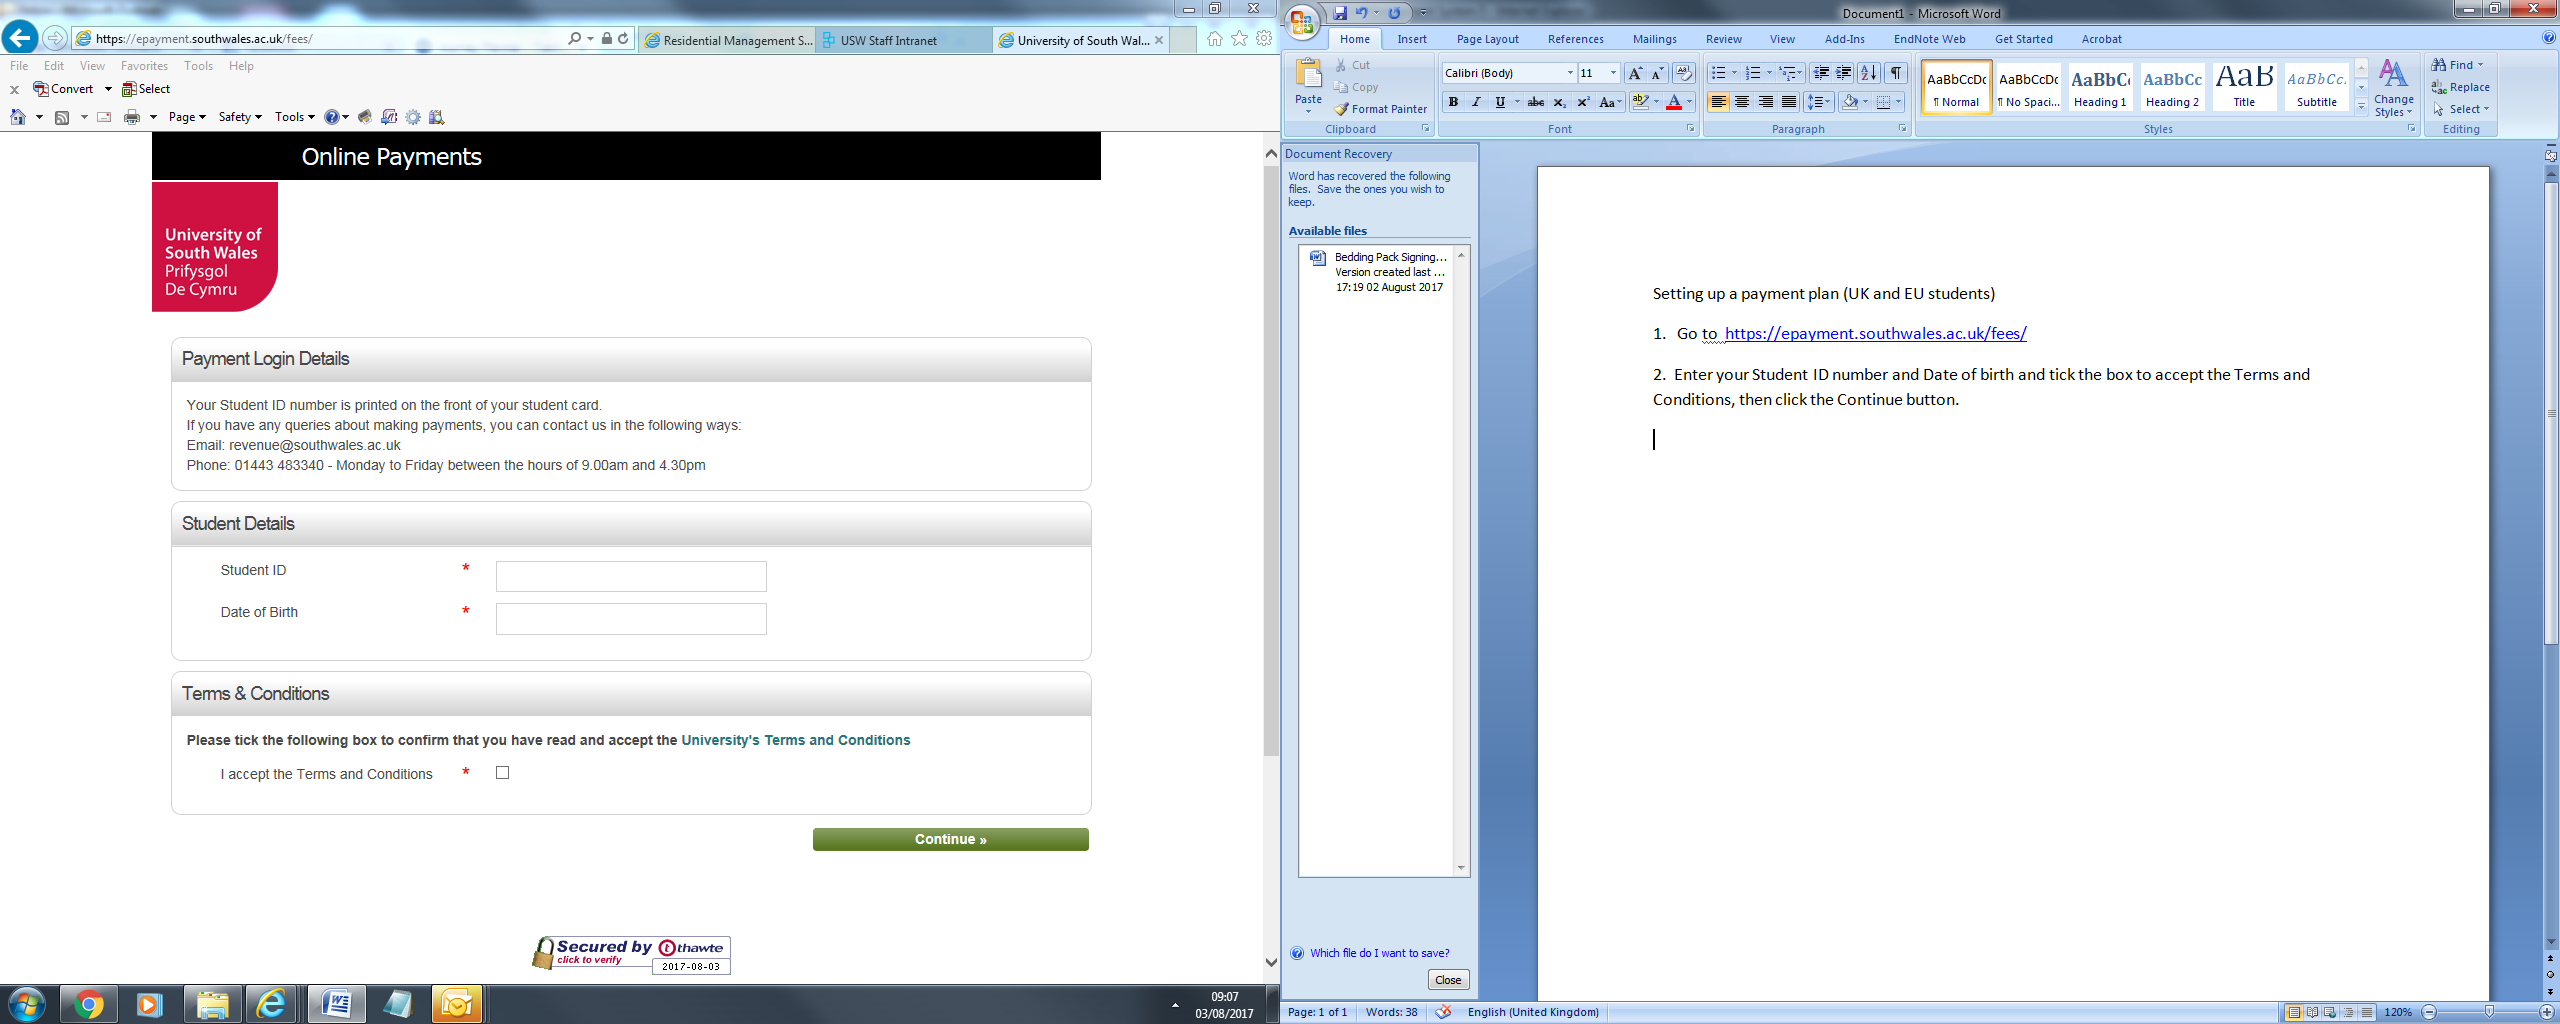 https://epayment.southwales.ac.uk/fees/
Residential Management S...
USW Staff Intranet
University of South Wal...
File Edit View Favorites Tools Help
Convert Select
Page Safety Tools
Online Payments
University of
South Wales
Prifysgol
De Cymru
Payment Login Details
Your Student ID number is printed on the front of your student card.
If you have any queries about making payments, you can contact us in the following ways:
Email: revenue@southwales.ac.uk
Phone: 01443 483340 - Monday to Friday between the hours of 9.00am and 4.30pm
Student Details
Student ID *
Date of Birth *
Terms & Conditions
Please tick the following box to confirm that you have read and accept the University's Terms and Conditions
I accept the Terms and Conditions *
Continue »
Secured by thawte
click to verify
2017-08-03
09:07
03/08/2017
Document1 - Microsoft Word
Home Insert Page Layout References Mailings Review View Add-Ins EndNote Web Get Started Acrobat
Paste
Cut
Copy
Format Painter
Clipboard
Calibri (Body) 11
Font
Paragraph
AaBbCcDc AaBbCcDc AaBbC AaBbCc AaB AaBbCc.
¶ Normal ¶ No Spaci... Heading 1 Heading 2 Title Subtitle
Change
Styles
Styles
Find
Replace
Select
Editing
Document Recovery
Word has recovered the following
files. Save the ones you wish to
keep.
Available files
Bedding Pack Signing...
Version created last ...
17:19 02 August 2017
Which file do I want to save?
Close
Setting up a payment plan (UK and EU students)
1. Go to https://epayment.southwales.ac.uk/fees/
2. Enter your Student ID number and Date of birth and tick the box to accept the Terms and
Conditions, then click the Continue button.
Page: 1 of 1 Words: 38 English (United Kingdom) 120%